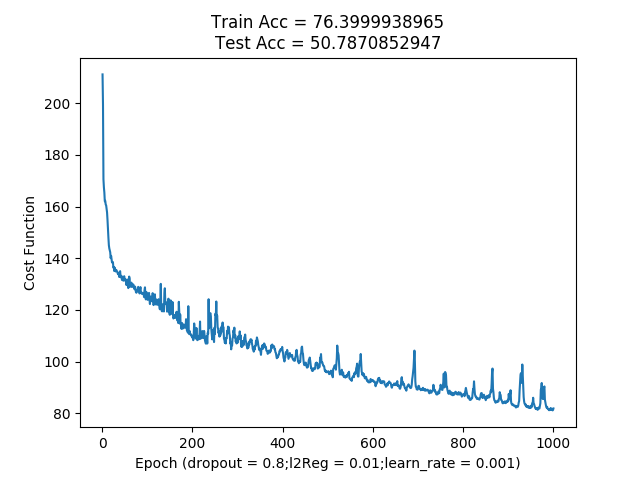 Train Acc = 76.3999938965
Test Acc = 50.7870852947
200
180
160
140
120
100
80
Cost Function
0 200 400 600 800 1000
Epoch (dropout = 0.8;l2Reg = 0.01;learn_rate = 0.001)